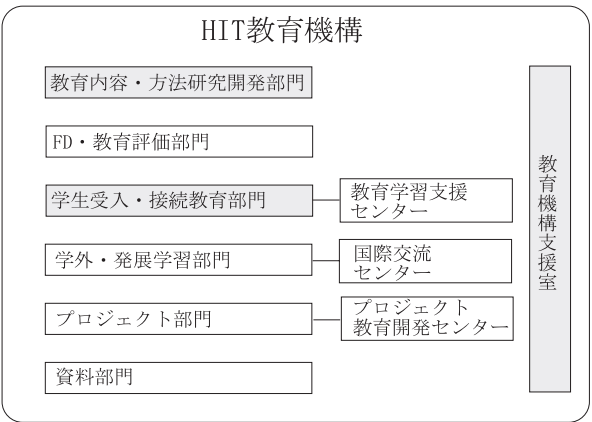 HIT教育機構
教育内容・方法研究開発部門
FD・教育評価部門
学生受入・接続教育部門
教育学習支援
センター
学外・発展学習部門
国際交流
センター
プロジェクト部門
プロジェクト
教育開発センター
資料部門
教育機構支援室